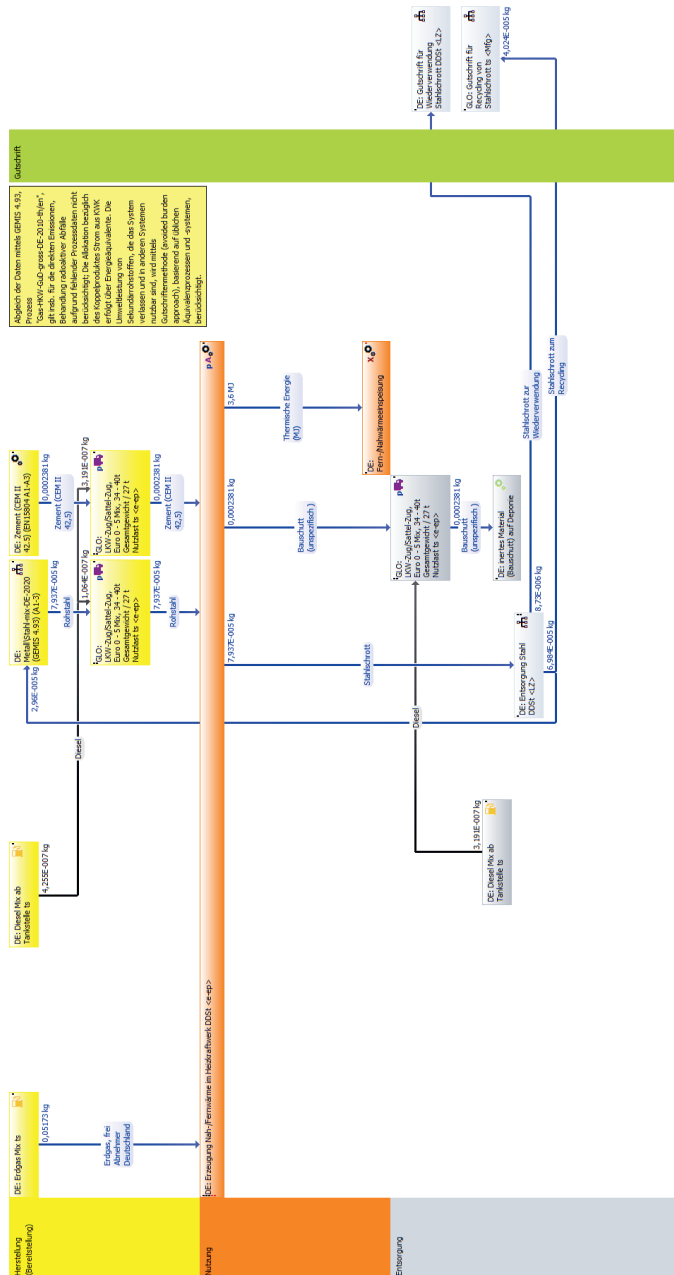 Herstellung
(Bereitstellung)
Nutzung
Entsorgung
Gutschrift
DE: Erdgas Mix ts
0,05173 kg
Erdgas, frei
Abnehmer
Deutschland
DE: Diesel Mix ab
Tankstelle ts
4,255E-007 kg
Diesel
DE:
Metall/Stahl-mix-DE-2020
(GEMIS 4.93) (A1-3)
2,96E-005 kg
7,937E-005 kg
Rohstahl
1,064E-007 kg
GLO:
LKW-Zug/Sattel-Zug,
Euro 0 - 5 Mix, 34 - 40t
Gesamtgewicht / 27 t
Nutzlast ts <e-ep>
7,937E-005 kg
Rohstahl
DE: Zement (CEM II
42,5) (EN15804 A1-A3)
0,0002381 kg
Zement (CEM II
42,5)
3,191E-007 kg
GLO:
LKW-Zug/Sattel-Zug,
Euro 0 - 5 Mix, 34 - 40t
Gesamtgewicht / 27 t
Nutzlast ts <e-ep>
0,0002381 kg
Zement (CEM II
42,5)
Abgleich der Daten mittels GEMIS 4.93,
Prozess
"Gas-HKW-GuD-gross-DE-2010-th/en",
gilt insb. für die direkten Emissionen,
Behandlung radioaktiver Abfälle
aufgrund fehlender Prozessdaten nicht
berücksichtigt; Die Allokation bezüglich
des Koppelproduktes Strom aus KWK
erfolgt über Energieäquivalente. Die
Umweltleistung von
Sekundärrohstoffen, die das System
verlassen und in anderen Systemen
nutzbar sind, wird mittels
Gutschriftenmethode (avoided burden
approach), basierend auf üblichen
Äquivalenzprozessen und -systemen,
berücksichtigt.
DE: Erzeugung Nah-/Fernwärme im Heizkraftwerk DDSt <e-ep>
pA
7,937E-005 kg
Stahlschrott
0,0002381 kg
Bauschutt
(unspezifisch )
3,6 MJ
Thermische Energie
(MJ)
DE:
Fern-/Nahwärmeeinspeisung
X
DE: Diesel Mix ab
Tankstelle ts
3,191E-007 kg
Diesel
GLO:
LKW-Zug/Sattel-Zug,
Euro 0 - 5 Mix, 34 - 40t
Gesamtgewicht / 27 t
Nutzlast ts <e-ep>
0,0002381 kg
Bauschutt
(unspezifisch )
DE: inertes Material
(Bauschutt) auf Deponie
DE: Entsorgung Stahl
DDSt <LZ>
6,984E-005 kg
8,73E-006 kg
Stahlschrott zur
Wiederverwendung
Stahlschrott zum
Recycling
DE: Gutschrift für
Wiederverwendung
Stahlschrott DDSt <LZ>
GLO: Gutschrift für
Recycling von
Stahlschrott ts <Mfg>
4,024E-005 kg